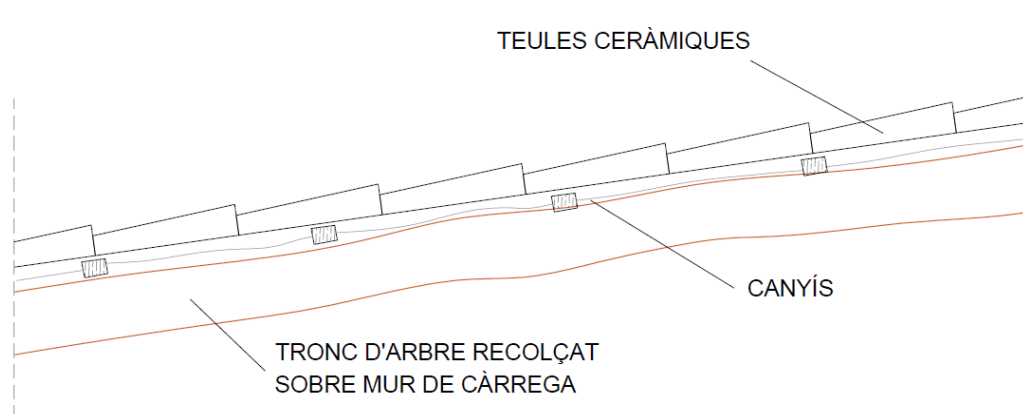 TEULES CERÀMIQUES
CANYÍS
TRONC D'ARBRE RECOLÇAT
SOBRE MUR DE CÀRREGA